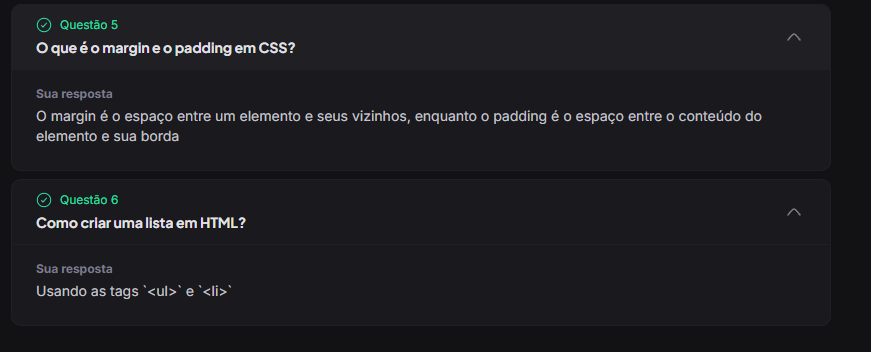 Questão 5
O que é o margin e o padding em CSS?
Sua resposta
O margin é o espaço entre um elemento e seus vizinhos, enquanto o padding é o espaço entre o conteúdo do
elemento e sua borda
Questão 6
Como criar uma lista em HTML?
Sua resposta
Usando as tags `<ul>` e `<li>`